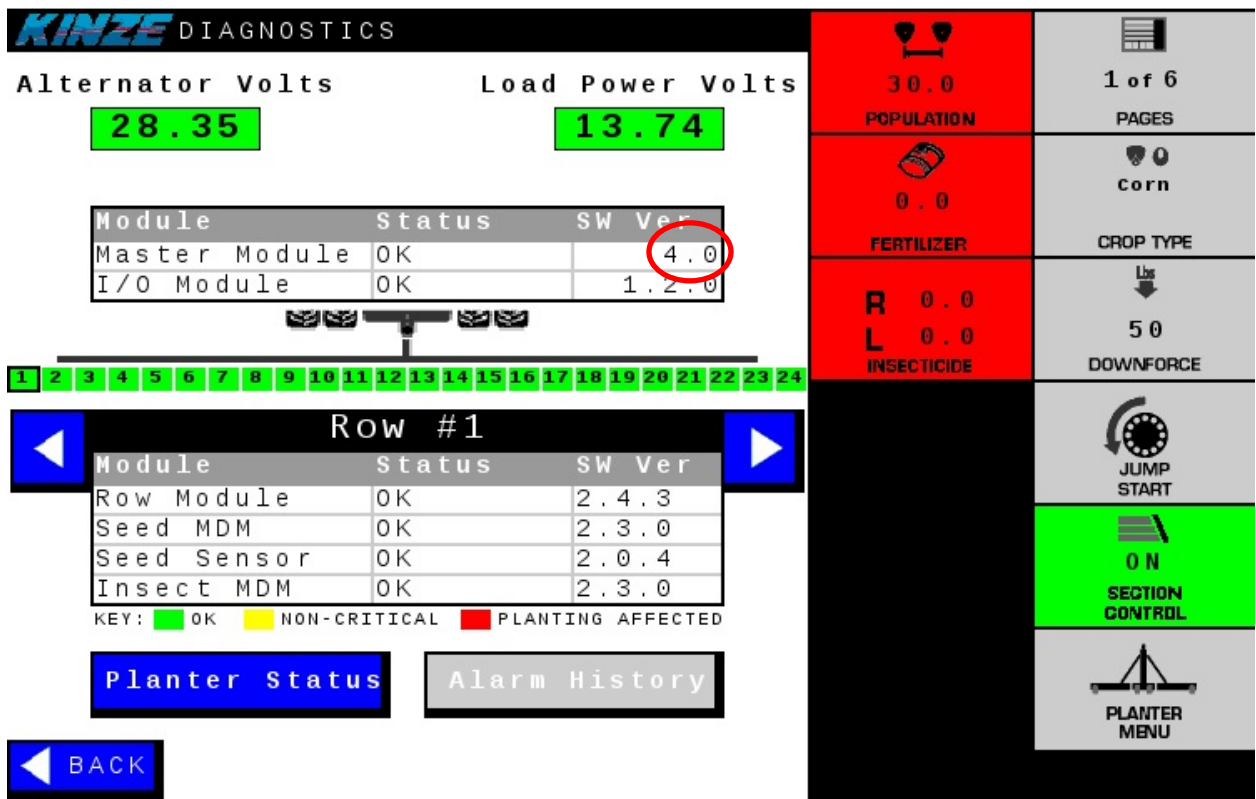 KINZE DIAGNOSTICS
Alternator Volts
Load Power Volts
28.35
13.74
Module Status SW Ver
Master Module OK 4.0
I/O Module OK 1.2.0
1 2 3 4 5 6 7 8 9 10 11 12 13 14 15 16 17 18 19 20 21 22 23 24
Row #1
Module Status SW Ver
Row Module OK 2.4.3
Seed MDM OK 2.3.0
Seed Sensor OK 2.0.4
Insect MDM OK 2.3.0
KEY: OK NON-CRITICAL PLANTING AFFECTED
Planter Status
Alarm History
BACK
30.0
POPULATION
0.0
FERTILIZER
R 0.0
L 0.0
INSECTICIDE
1 of 6
PAGES
Corn
CROP TYPE
Lbs
50
DOWNFORCE
JUMP
START
ON
SECTION
CONTROL
PLANTER
MENU